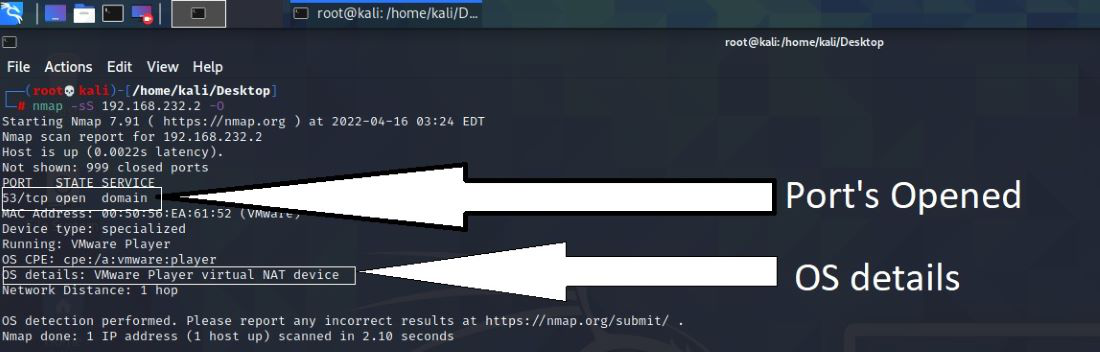 root@kali: /home/kali/D...
root@kali:/home/kali/Desktop
File Actions Edit View Help
(root💀kali)-[/home/kali/Desktop]
# nmap -sS 192.168.232.2 -O
Starting Nmap 7.91 ( https://nmap.org ) at 2022-04-16 03:24 EDT
Nmap scan report for 192.168.232.2
Host is up (0.0022s latency).
Not shown: 999 closed ports
PORT STATE SERVICE
53/tcp open domain
Port's Opened
MAC Address: 00:50:56:EA:61:52 (VMware)
Device type: specialized
Running: VMware Player
OS CPE: cpe:/a:vmware:player
OS details: VMware Player virtual NAT device
OS details
Network Distance: 1 hop
OS detection performed. Please report any incorrect results at https://nmap.org/submit/ .
Nmap done: 1 IP address (1 host up) scanned in 2.10 seconds